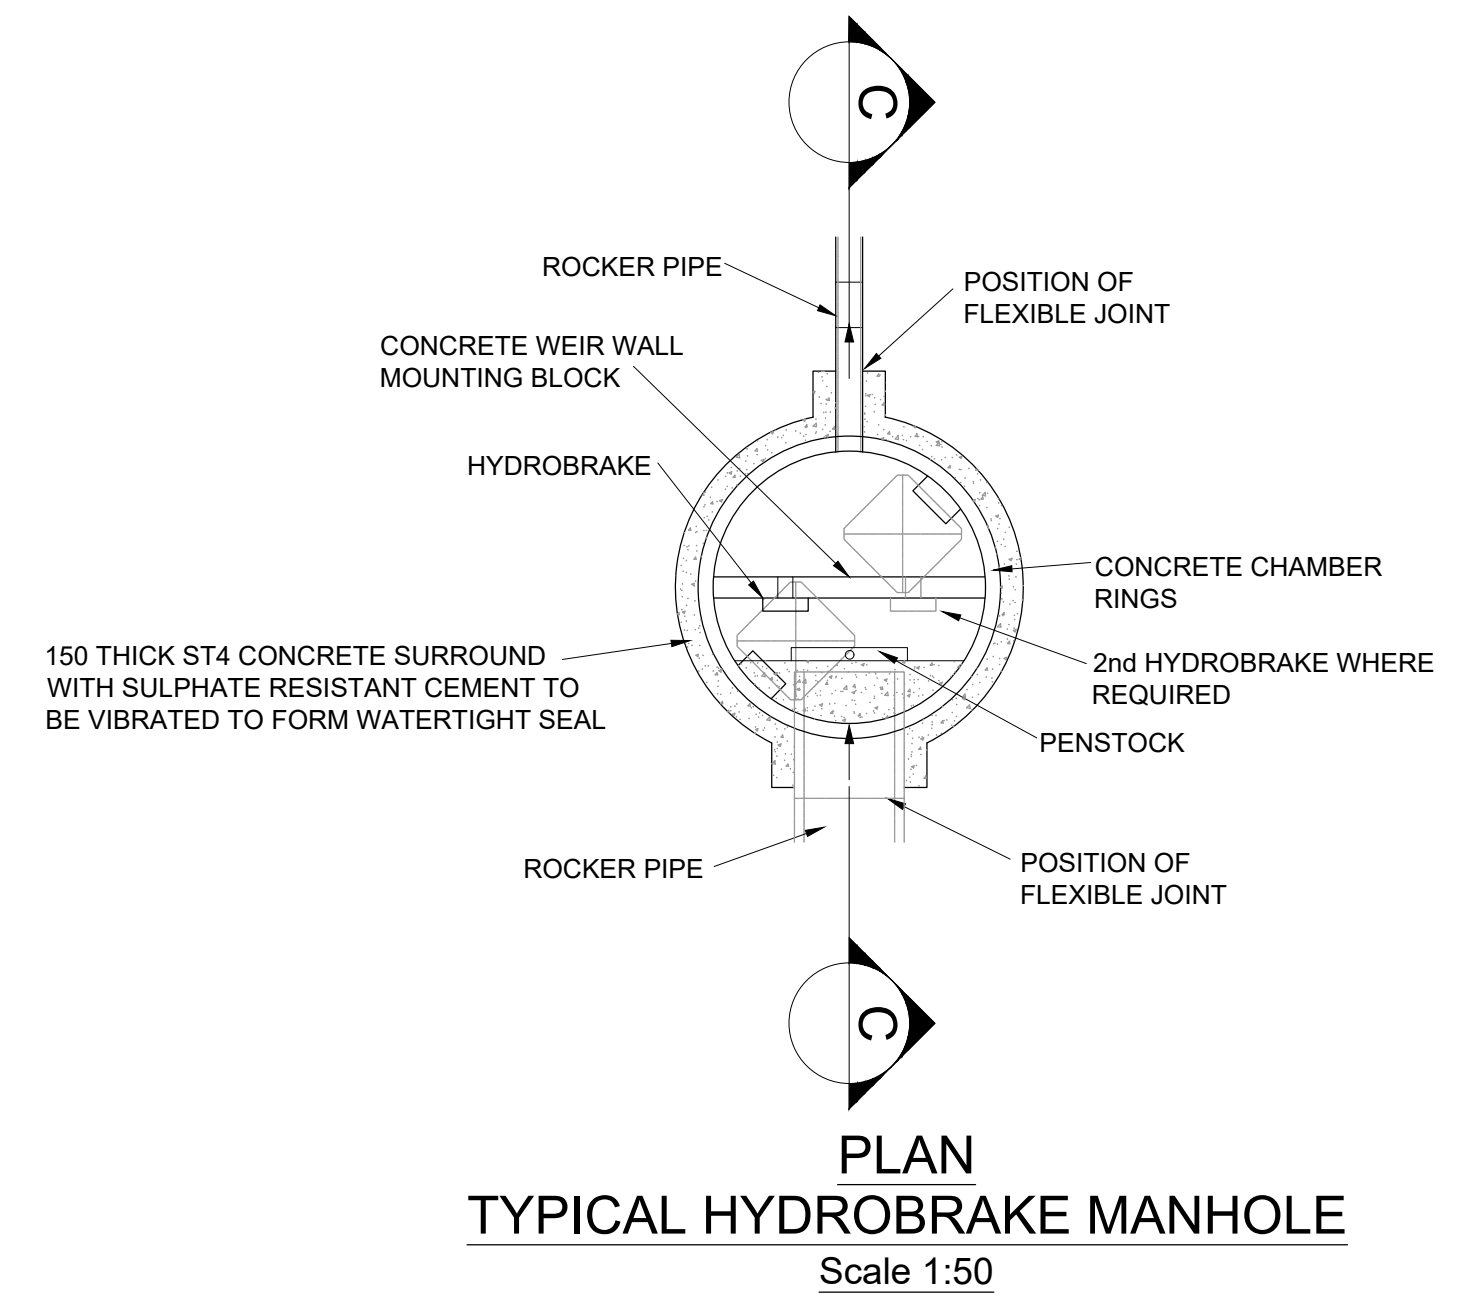 C
ROCKER PIPE
POSITION OF
FLEXIBLE JOINT
CONCRETE WEIR WALL
MOUNTING BLOCK
HYDROBRAKE
CONCRETE CHAMBER
RINGS
150 THICK ST4 CONCRETE SURROUND
WITH SULPHATE RESISTANT CEMENT TO
BE VIBRATED TO FORM WATERTIGHT SEAL
2nd HYDROBRAKE WHERE
REQUIRED
PENSTOCK
ROCKER PIPE
POSITION OF
FLEXIBLE JOINT
C
PLAN
TYPICAL HYDROBRAKE MANHOLE
Scale 1:50